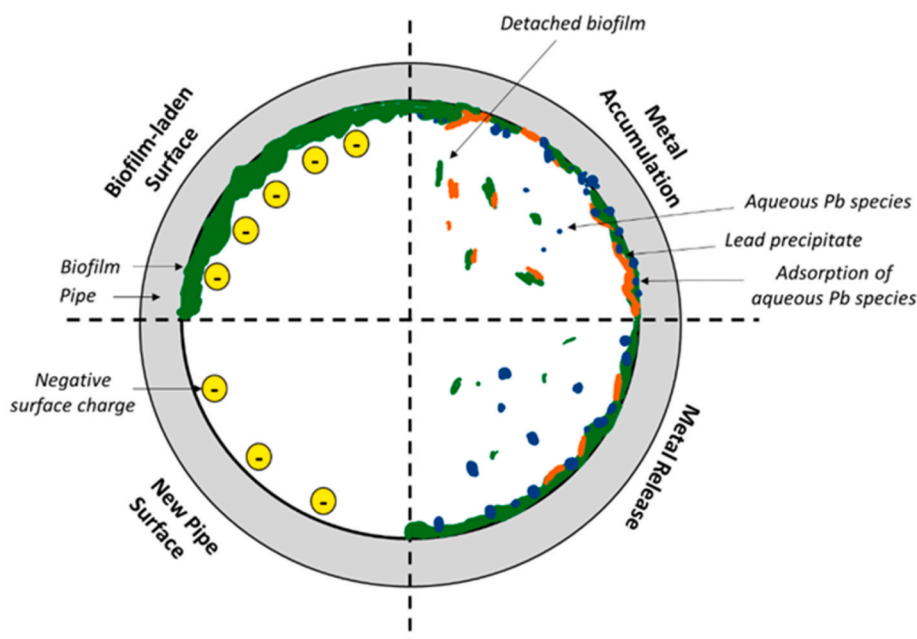 Detached biofilm
Biofilm-laden
Surface
Metal
Accumulation
Aqueous Pb species
Lead precipitate
Adsorption of
aqueous Pb species
Biofilm
Pipe
-
-
-
-
-
Negative
surface charge
-
-
-
New Pipe
Surface
Metal Release